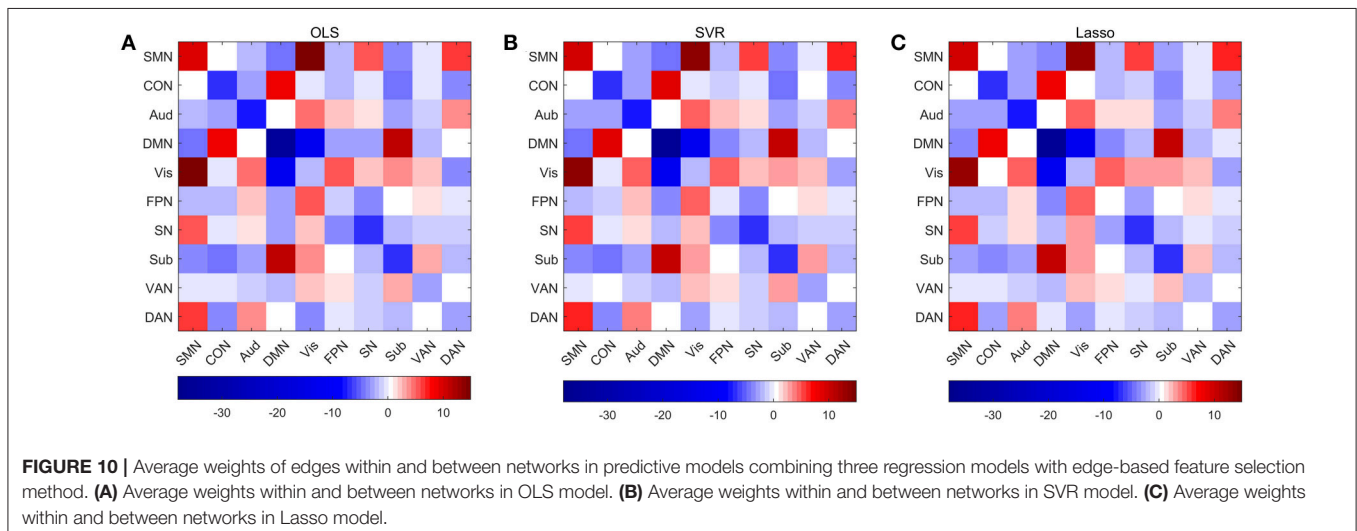 A OLS
SMN
CON
Aud
DMN
Vis
FPN
SN
Sub
VAN
DAN
SMN CON Aud DMN Vis FPN SN Sub VAN DAN
-30 -20 -10 0 10
B SVR
SMN
CON
Aub
DMN
Vis
FPN
SN
Sub
VAN
DAN
SMN CON Aud DMN Vis FPN SN Sub VAN DAN
-30 -20 -10 0 10
C Lasso
SMN
CON
Aud
DMN
Vis
FPN
SN
Sub
VAN
DAN
SMN CON Aud DMN Vis FPN SN Sub VAN DAN
-30 -20 -10 0 10
FIGURE 10 | Average weights of edges within and between networks in predictive models combining three regression models with edge-based feature selection
method. (A) Average weights within and between networks in OLS model. (B) Average weights within and between networks in SVR model. (C) Average weights
within and between networks in Lasso model.